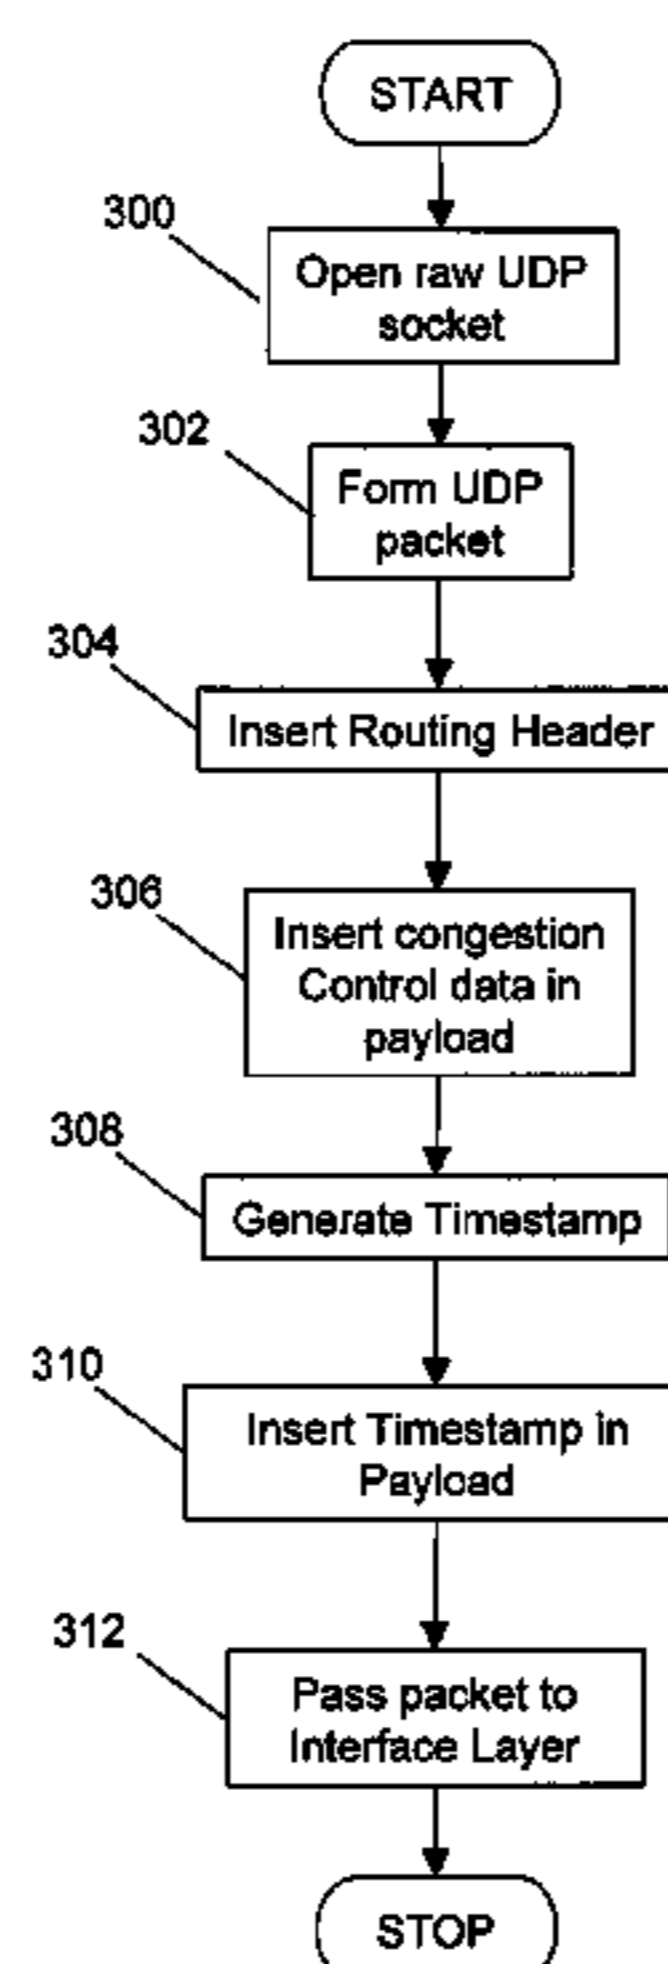 START
300
Open raw UDP
socket
302
Form UDP
packet
304
Insert Routing Header
306
Insert congestion
Control data in
payload
308
Generate Timestamp
310
Insert Timestamp in
Payload
312
Pass packet to
Interface Layer
STOP